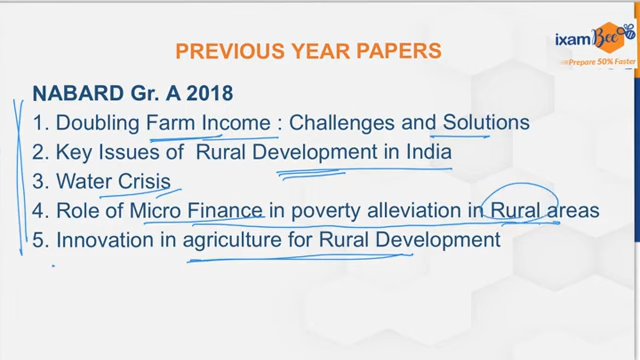 ixamBee
Prepare 50% Faster
PREVIOUS YEAR PAPERS
NABARD Gr. A 2018
1. Doubling Farm Income : Challenges and Solutions
2. Key Issues of Rural Development in India
3. Water Crisis
4. Role of Micro Finance in poverty alleviation in Rural areas
5. Innovation in agriculture for Rural Development